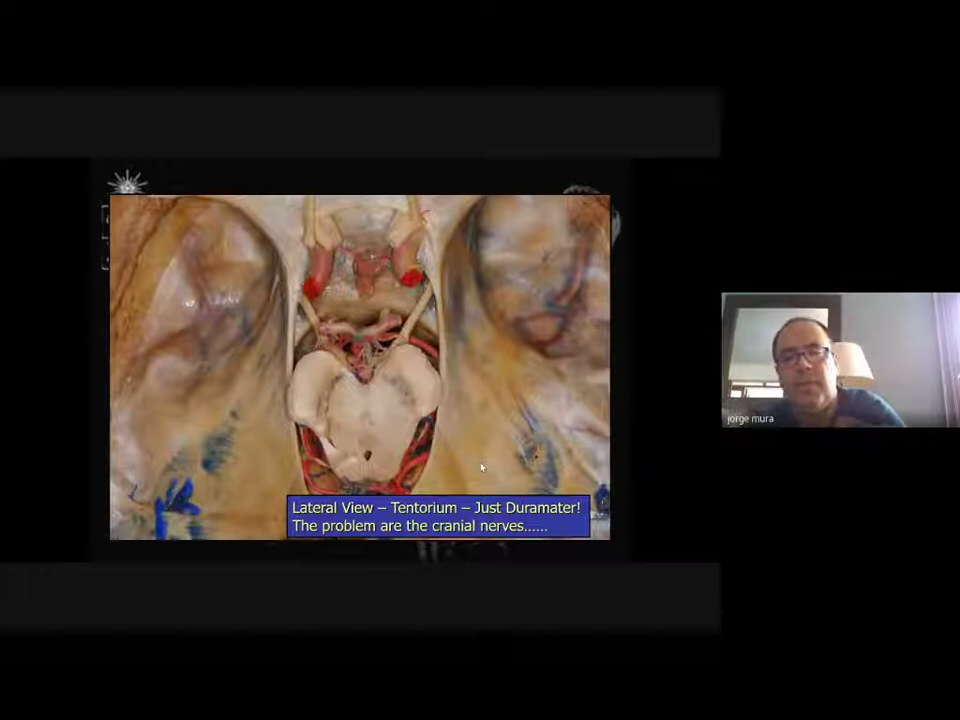 Lateral View – Tentorium – Just Duramater!
The problem are the cranial nerves......
jorge mura